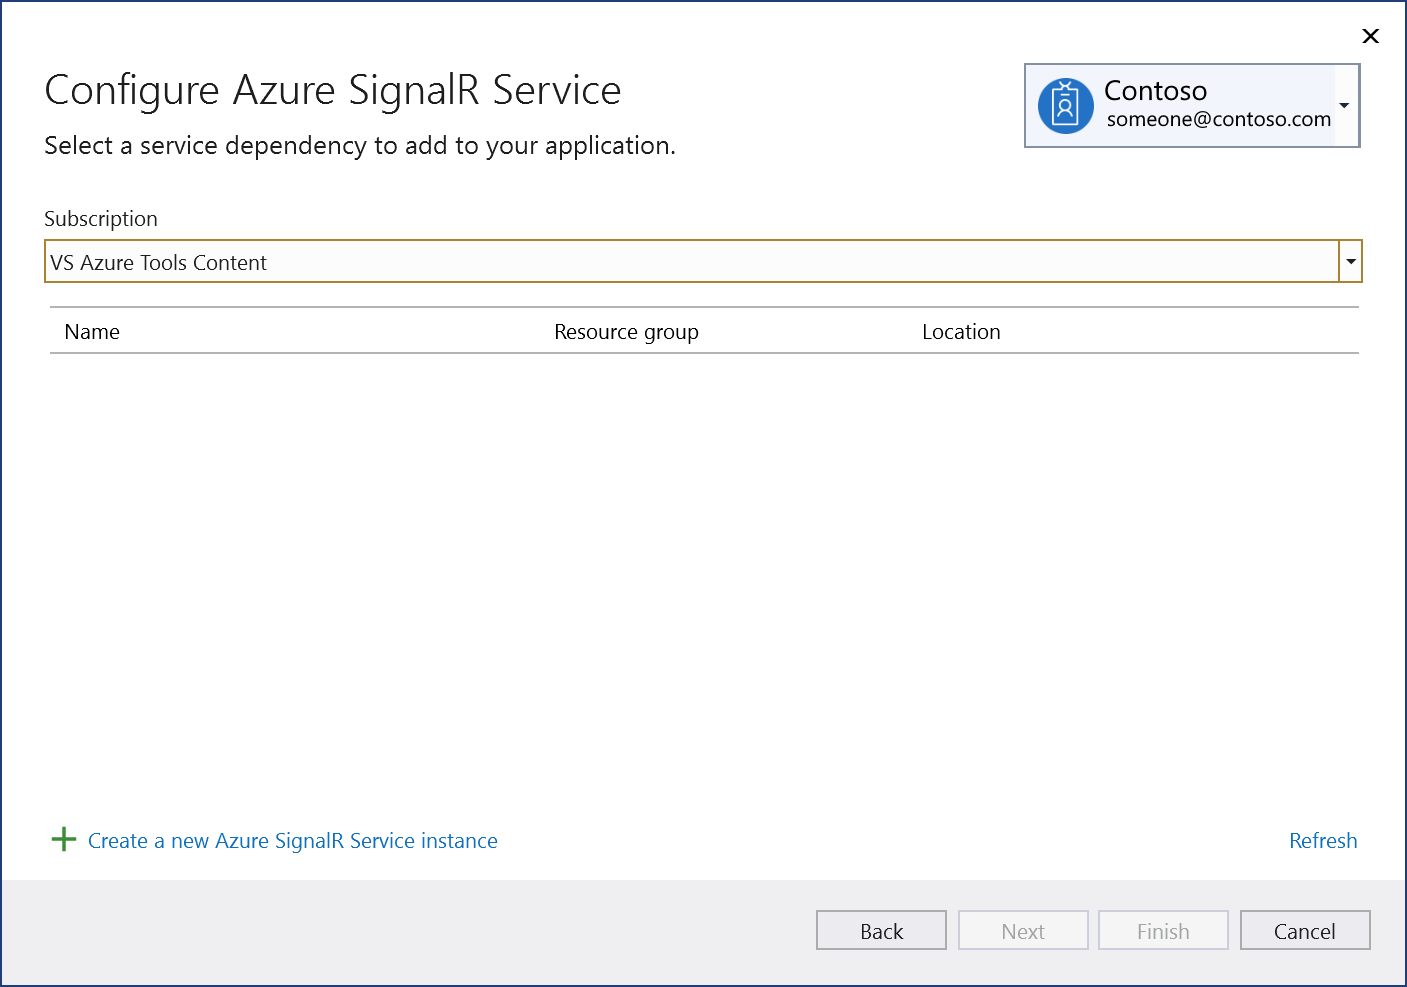 Configure Azure SignalR Service
Select a service dependency to add to your application.
Contoso
someone@contoso.com
Subscription
VS Azure Tools Content
Name Resource group Location
Create a new Azure SignalR Service instance Refresh
Back Next Finish Cancel